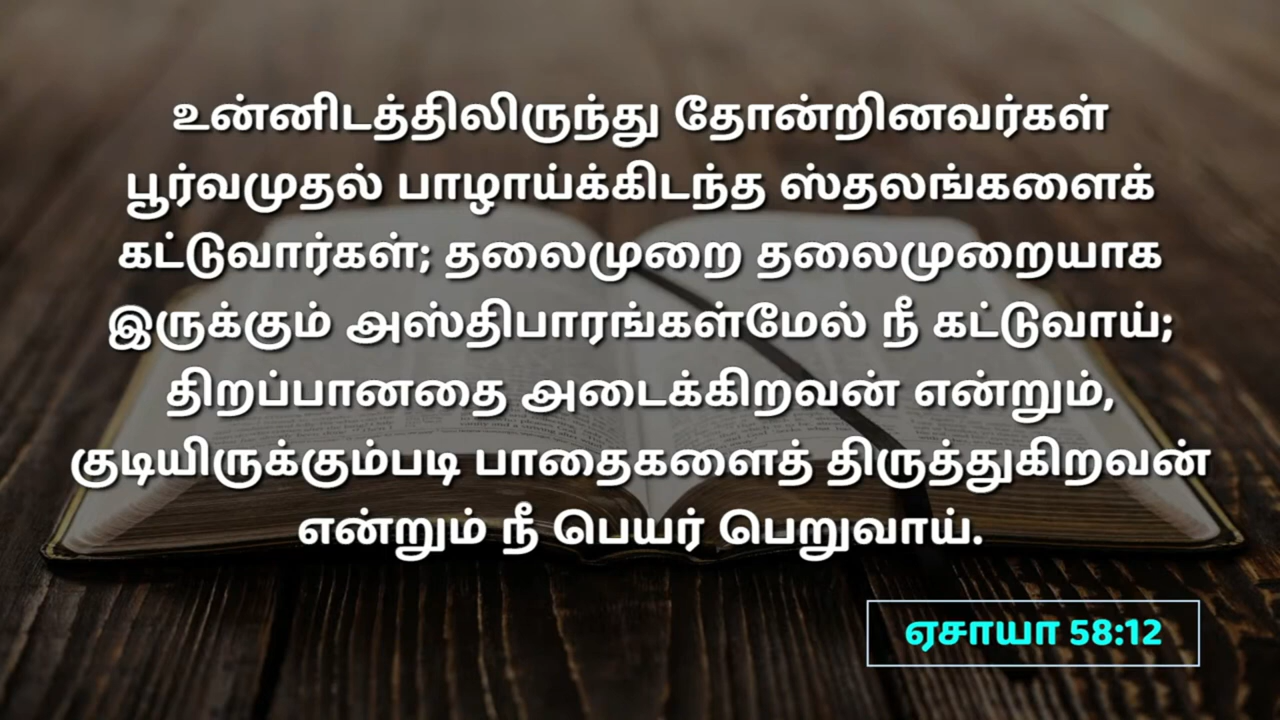 உன்னிடத்திலிருந்து தோன்றினவர்கள்
பூர்வமுதல் பாழாய்க்கிடந்த ஸ்தலங்களைக்
கட்டுவார்கள்; தலைமுறை தலைமுறையாக
இருக்கும் அஸ்திபாரங்கள்மேல் நீ கட்டுவாய்;
திறப்பானதை அடைக்கிறவன் என்றும்,
குடியிருக்கும்படி பாதைகளைத் திருத்துகிறவன்
என்றும் நீ பெயர் பெறுவாய்.
ஏசாயா 58:12